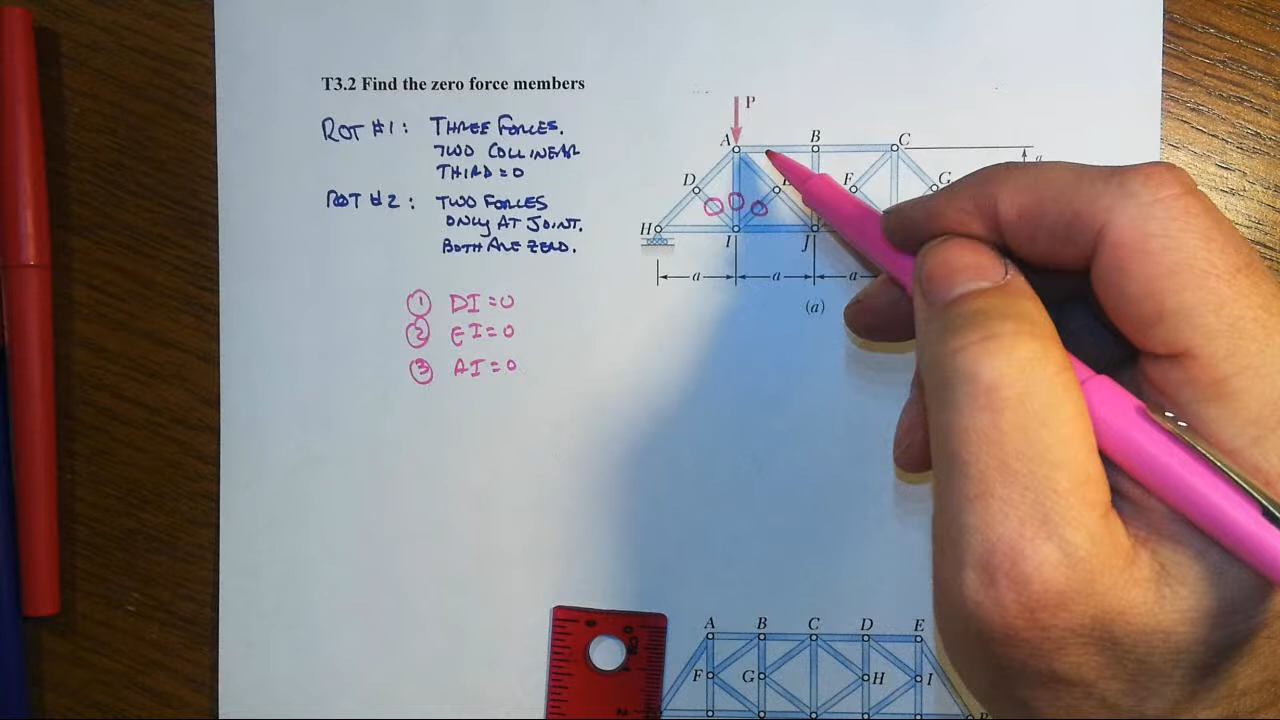 T3.2 Find the zero force members
ROT #1: THREE FORCES.
TWO COLLINEAR
THIRD = 0
ROT #2: TWO FORCES
ONLY AT JOINT.
BOTH ARE ZERO.
① DI = 0
② EI = 0
③ AI = 0
P
A B C
a
D E F G
H I J
a a a
(a)
A B C D E
F G H I